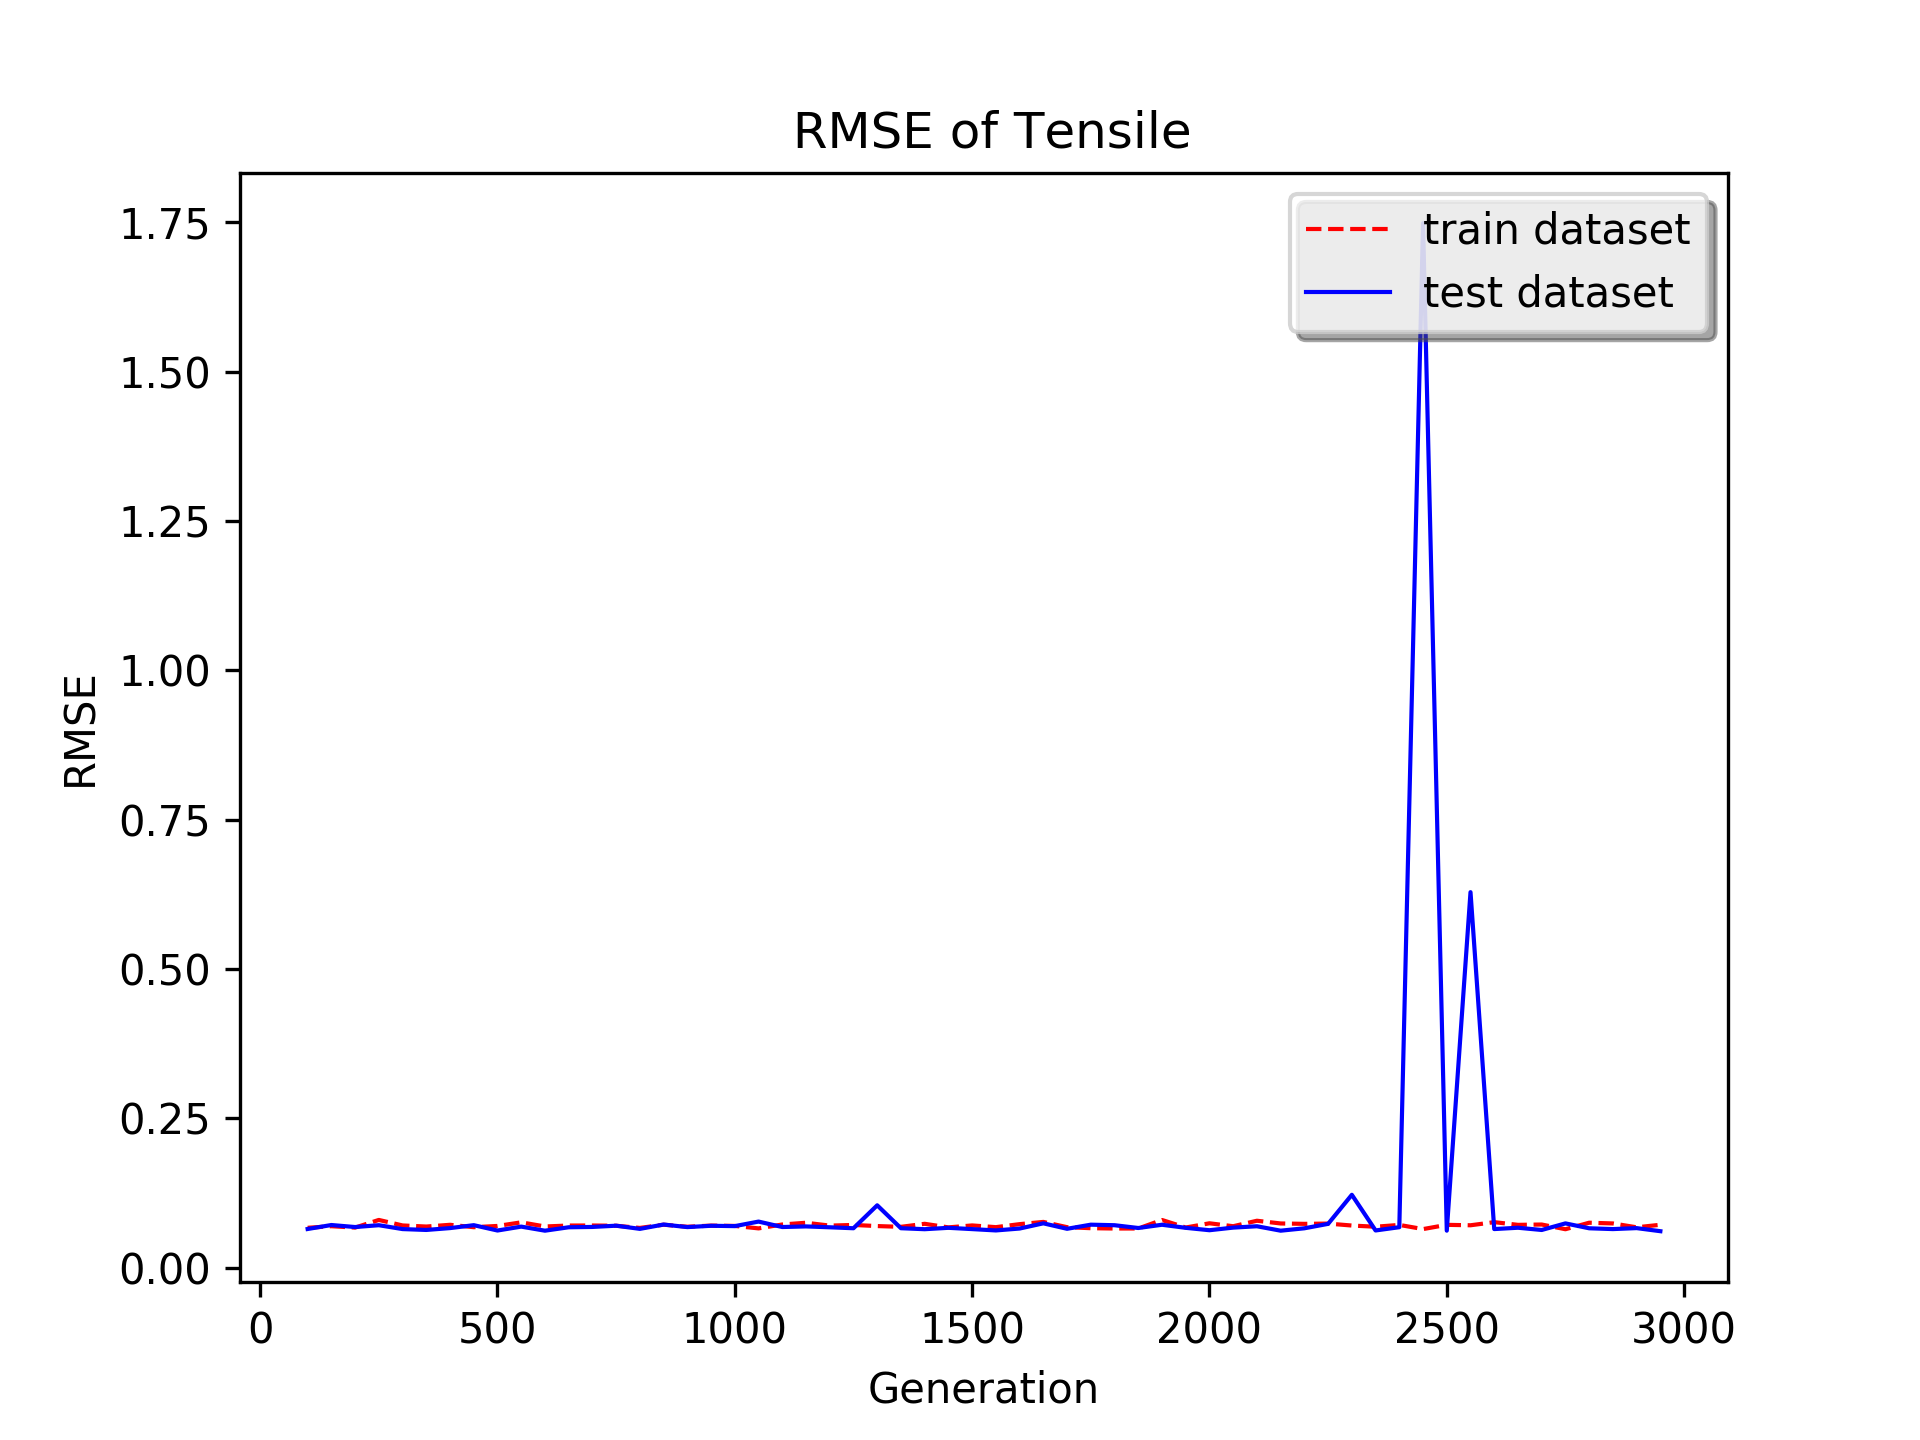 RMSE of Tensile
train dataset
test dataset
1.75
1.50
1.25
1.00
0.75
0.50
0.25
0.00
RMSE
0 500 1000 1500 2000 2500 3000
Generation